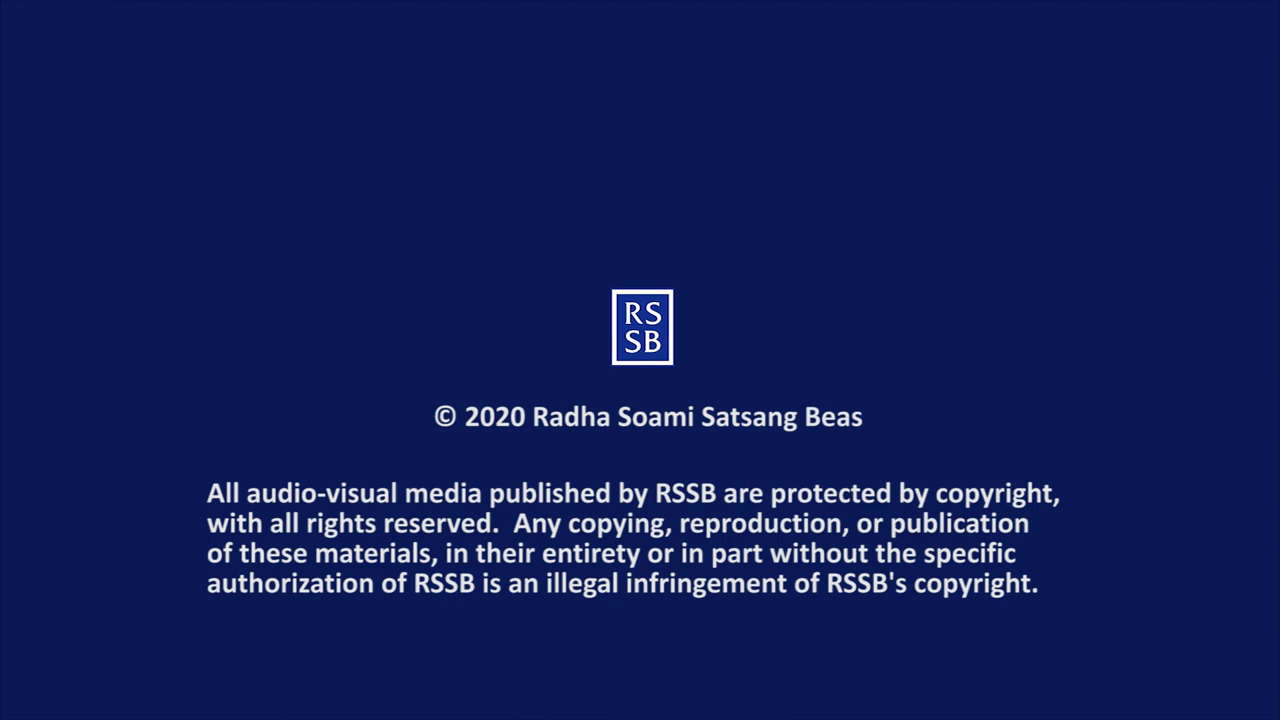 RS
SB
© 2020 Radha Soami Satsang Beas
All audio-visual media published by RSSB are protected by copyright,
with all rights reserved.  Any copying, reproduction, or publication
of these materials, in their entirety or in part without the specific
authorization of RSSB is an illegal infringement of RSSB's copyright.